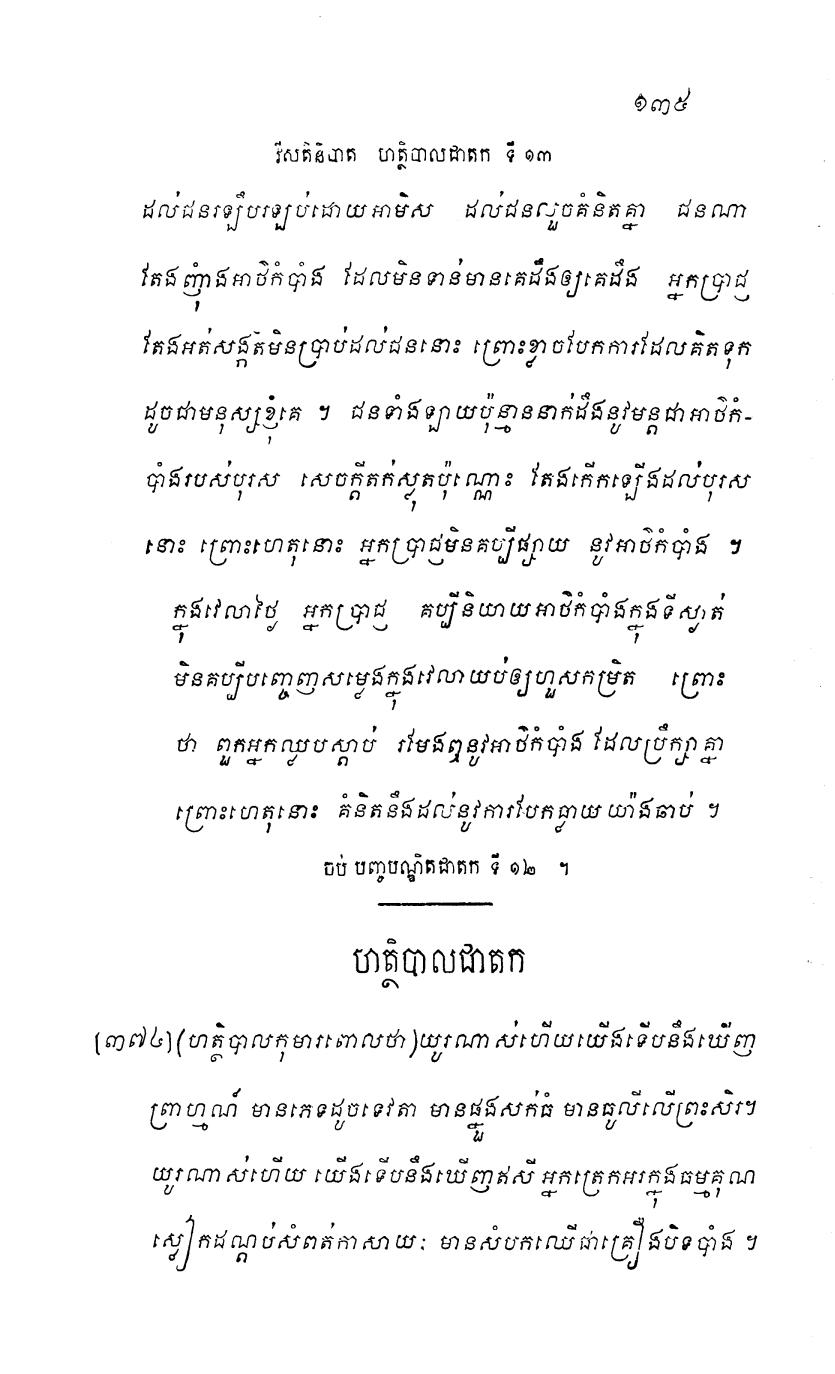 ១៣៥
វីសតិនិបាត ហត្ថិបាលជាតក ទី ១៣
ដល់ជនរឡឹបរឡប់ដោយអាមិស ដល់ជនលួចគំនិតគ្នា ជនណា
តែងញុំាងអាថ៌កំបាំង ដែលមិនទាន់មានគេដឹងឲ្យគេដឹង អ្នកប្រាជ្ញ
តែងអត់សង្កត់មិនប្រាប់ដល់ជននោះ ព្រោះខ្លាចបែកការដែលគិតទុក
ដូចជាមនុស្សខ្ញុំគេ ។ ជនទាំងឡាយប៉ុន្មាននាក់ដឹងនូវមន្តជាអាថ៌កំ-
បាំងរបស់បុរស សេចក្តីតក់ស្លុតប៉ុណ្ណោះ តែងកើតឡើងដល់បុរស
នោះ ព្រោះហេតុនោះ អ្នកប្រាជ្ញមិនគប្បីផ្សាយ នូវអាថ៌កំបាំង ។
ក្នុងវេលាថ្ងៃ អ្នកប្រាជ្ញ គប្បីនិយាយអាថ៌កំបាំងក្នុងទីស្ងាត់
មិនគប្បីបញ្ចេញសម្លេងក្នុងវេលាយប់ឲ្យហួសកម្រិត ព្រោះ
ថា ពួកអ្នកឈ្លបស្តាប់ រមែងឮនូវអាថ៌កំបាំង ដែលប្រឹក្សាគ្នា
ព្រោះហេតុនោះ គំនិតនឹងដល់នូវការបែកធ្លាយយ៉ាងឆាប់ ។
ចប់ បញ្ចបណ្ឌិតជាតក ទី ១២ ។
ហត្ថិបាលជាតក
[៣៧៤] (ហត្ថិបាលកុមារពោលថា) យូរណាស់ហើយយើងទើបនឹងឃើញ
ព្រាហ្មណ៍ មានភេទដូចទេវតា មានផ្នួងសក់ធំ មានធូលីលើព្រះសិរ។
យូរណាស់ហើយ យើងទើបនឹងឃើញឥសី អ្នកត្រេកអរក្នុងធម្មគុណ
ស្លៀកដណ្តប់សំពត់កាសាយៈ មានសំបកឈើជាគ្រឿងបិទបាំង ។